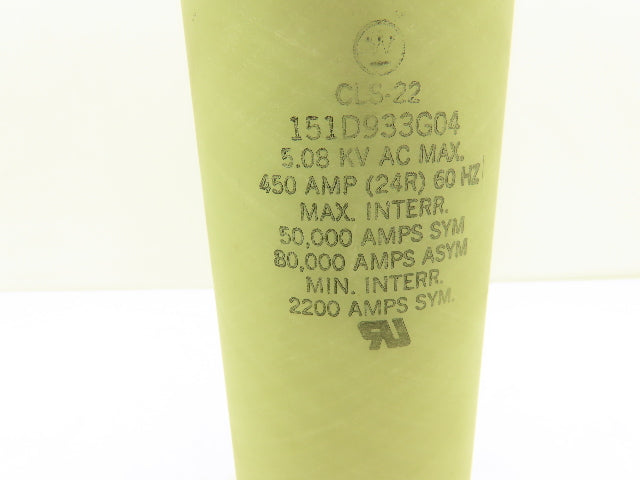 W
CLS-22
151D933G04
5.08 KV AC MAX.
450 AMP (24R) 60 HZ
MAX. INTERR.
50,000 AMPS SYM
80,000 AMPS ASYM
MIN. INTERR.
2200 AMPS SYM.
RU